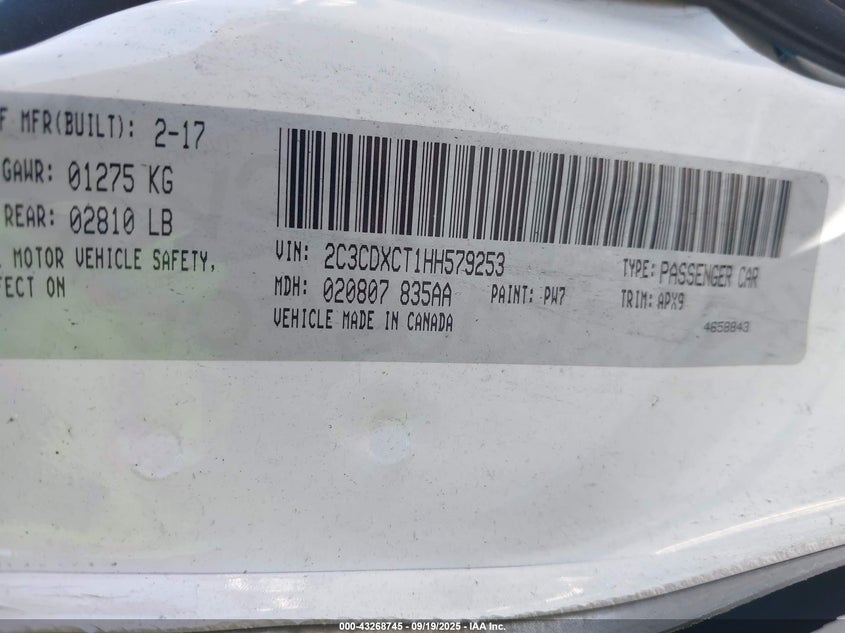 F MFR(BUILT): 2-17
GAWR: 01275 KG
REAR: 02810 LB
MOTOR VEHICLE SAFETY,
FECT ON
VIN: 2C3CDXCT1HH579253
TYPE: PASSENGER CAR
MDH: 020807 835AA
PAINT: PW7
TRIM: APX9
VEHICLE MADE IN CANADA
4658843
000-43268745 - 09/19/2025 - IAA Inc.